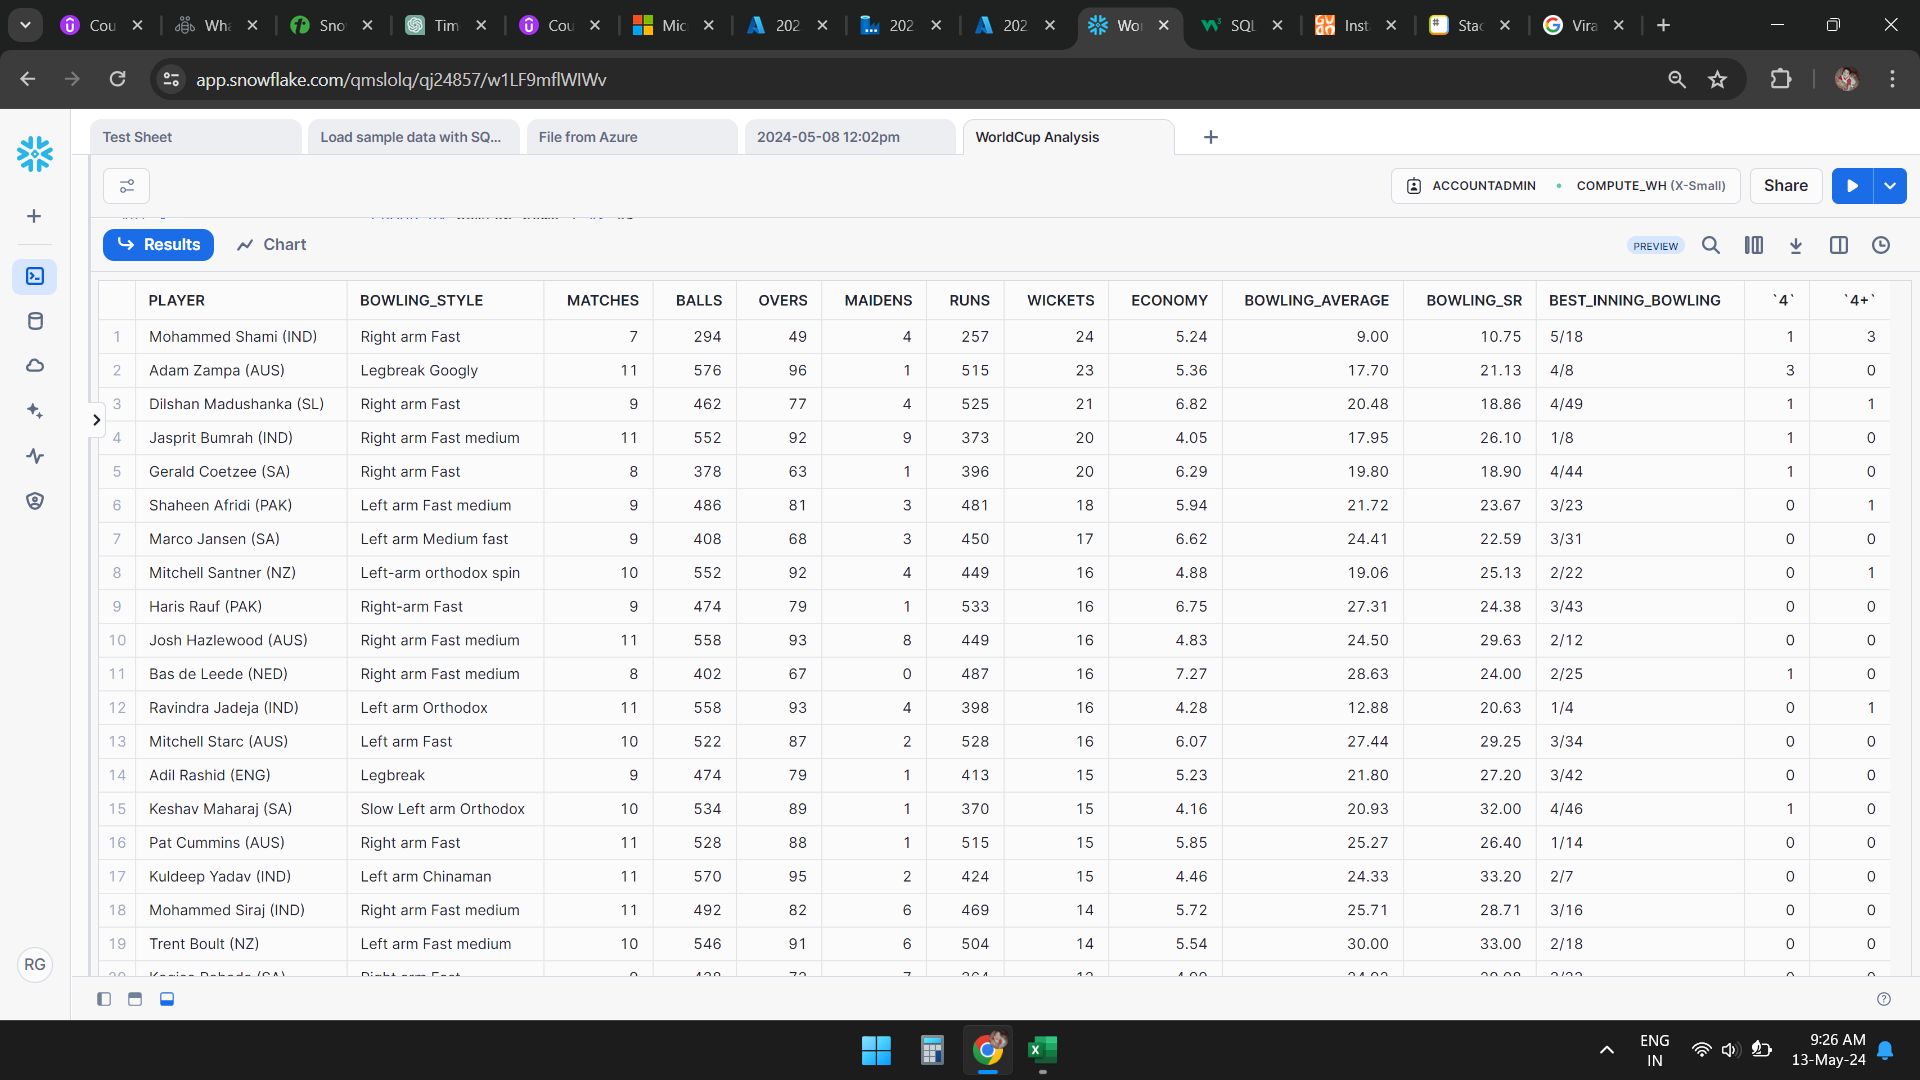 Cou Wha Sno Tim Cou Mic 202 202 202 Wor SQL Inst Stac Vira
app.snowflake.com/qmslolq/qj24857/w1LF9mflWIWv
Test Sheet Load sample data with SQ... File from Azure 2024-05-08 12:02pm WorldCup Analysis
ACCOUNTADMIN COMPUTE_WH (X-Small) Share
Results Chart PREVIEW
PLAYER BOWLING_STYLE MATCHES BALLS OVERS MAIDENS RUNS WICKETS ECONOMY BOWLING_AVERAGE BOWLING_SR BEST_INNING_BOWLING `4` `4+`
1 Mohammed Shami (IND) Right arm Fast 7 294 49 4 257 24 5.24 9.00 10.75 5/18 1 3
2 Adam Zampa (AUS) Legbreak Googly 11 576 96 1 515 23 5.36 17.70 21.13 4/8 3 0
3 Dilshan Madushanka (SL) Right arm Fast 9 462 77 4 525 21 6.82 20.48 18.86 4/49 1 1
4 Jasprit Bumrah (IND) Right arm Fast medium 11 552 92 9 373 20 4.05 17.95 26.10 1/8 1 0
5 Gerald Coetzee (SA) Right arm Fast 8 378 63 1 396 20 6.29 19.80 18.90 4/44 1 0
6 Shaheen Afridi (PAK) Left arm Fast medium 9 486 81 3 481 18 5.94 21.72 23.67 3/23 0 1
7 Marco Jansen (SA) Left arm Medium fast 9 408 68 3 450 17 6.62 24.41 22.59 3/31 0 0
8 Mitchell Santner (NZ) Left-arm orthodox spin 10 552 92 4 449 16 4.88 19.06 25.13 2/22 0 1
9 Haris Rauf (PAK) Right-arm Fast 9 474 79 1 533 16 6.75 27.31 24.38 3/43 0 0
10 Josh Hazlewood (AUS) Right arm Fast medium 11 558 93 8 449 16 4.83 24.50 29.63 2/12 0 0
11 Bas de Leede (NED) Right arm Fast medium 8 402 67 0 487 16 7.27 28.63 24.00 2/25 1 0
12 Ravindra Jadeja (IND) Left arm Orthodox 11 558 93 4 398 16 4.28 12.88 20.63 1/4 0 1
13 Mitchell Starc (AUS) Left arm Fast 10 522 87 2 528 16 6.07 27.44 29.25 3/34 0 0
14 Adil Rashid (ENG) Legbreak 9 474 79 1 413 15 5.23 21.80 27.20 3/42 0 0
15 Keshav Maharaj (SA) Slow Left arm Orthodox 10 534 89 1 370 15 4.16 20.93 32.00 4/46 1 0
16 Pat Cummins (AUS) Right arm Fast 11 528 88 1 515 15 5.85 25.27 26.40 1/14 0 0
17 Kuldeep Yadav (IND) Left arm Chinaman 11 570 95 2 424 15 4.46 24.33 33.20 2/7 0 0
18 Mohammed Siraj (IND) Right arm Fast medium 11 492 82 6 469 14 5.72 25.71 28.71 3/16 0 0
19 Trent Boult (NZ) Left arm Fast medium 10 546 91 6 504 14 5.54 30.00 33.00 2/18 0 0
RG
ENG
IN
9:26 AM
13-May-24